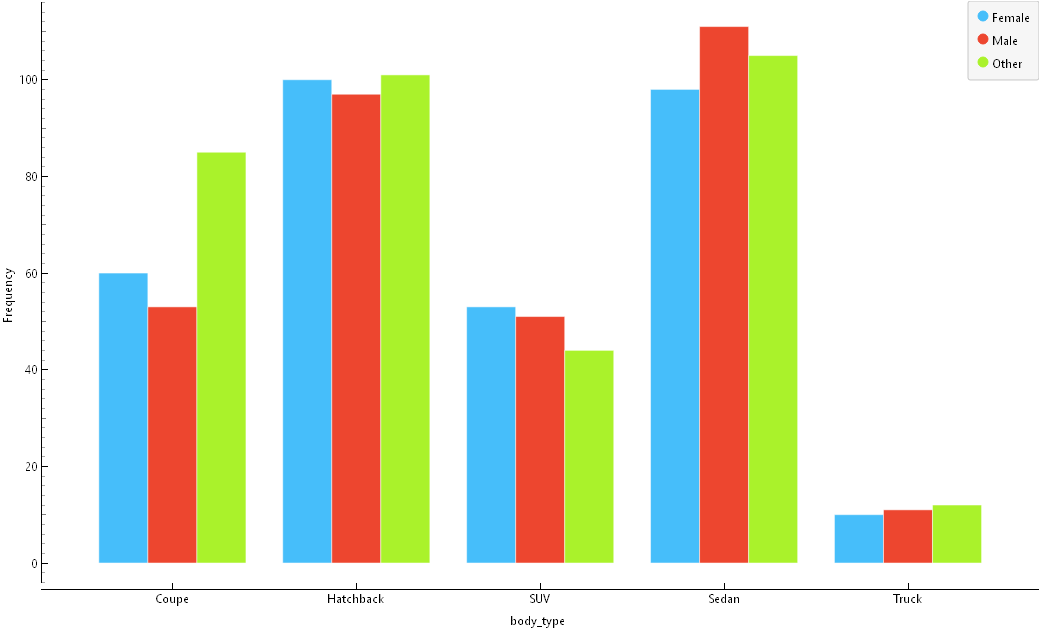 Female
Male
Other
100
80
60
40
20
0
Frequency
Coupe Hatchback SUV Sedan Truck
body_type